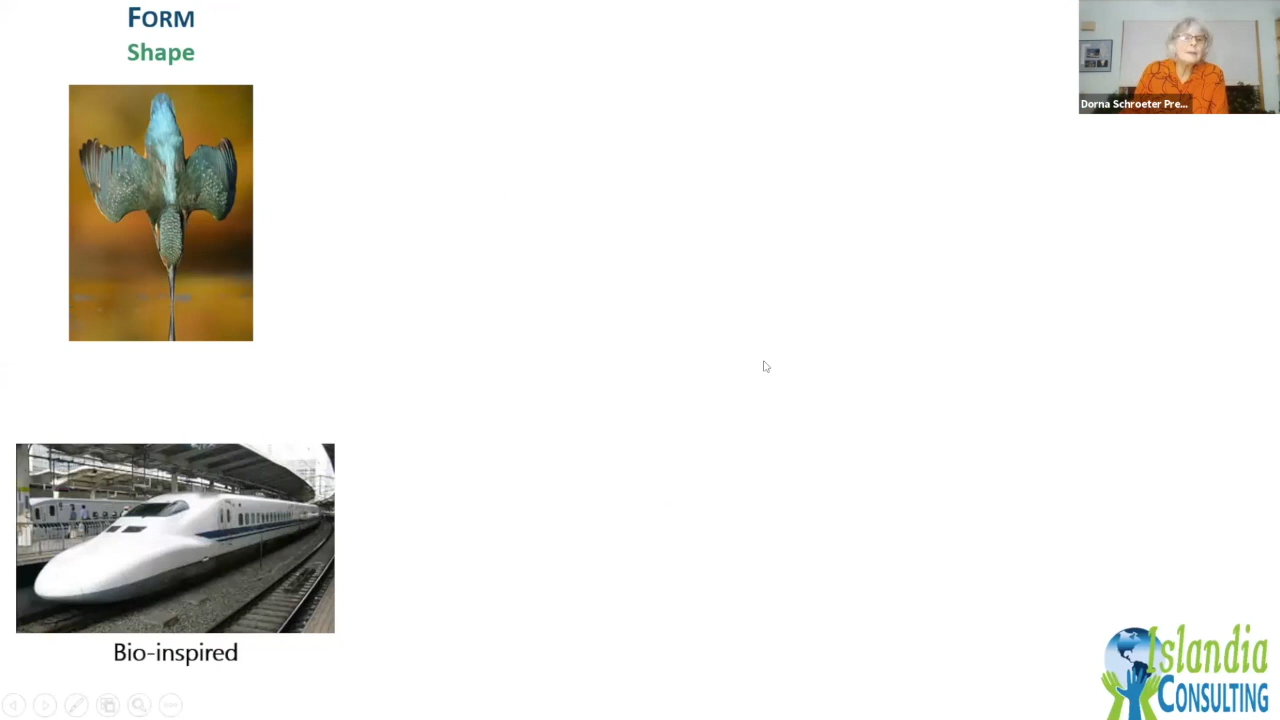 FORM
Shape
Dorna Schroeter Pre...
Bio-inspired
Islandia
CONSULTING